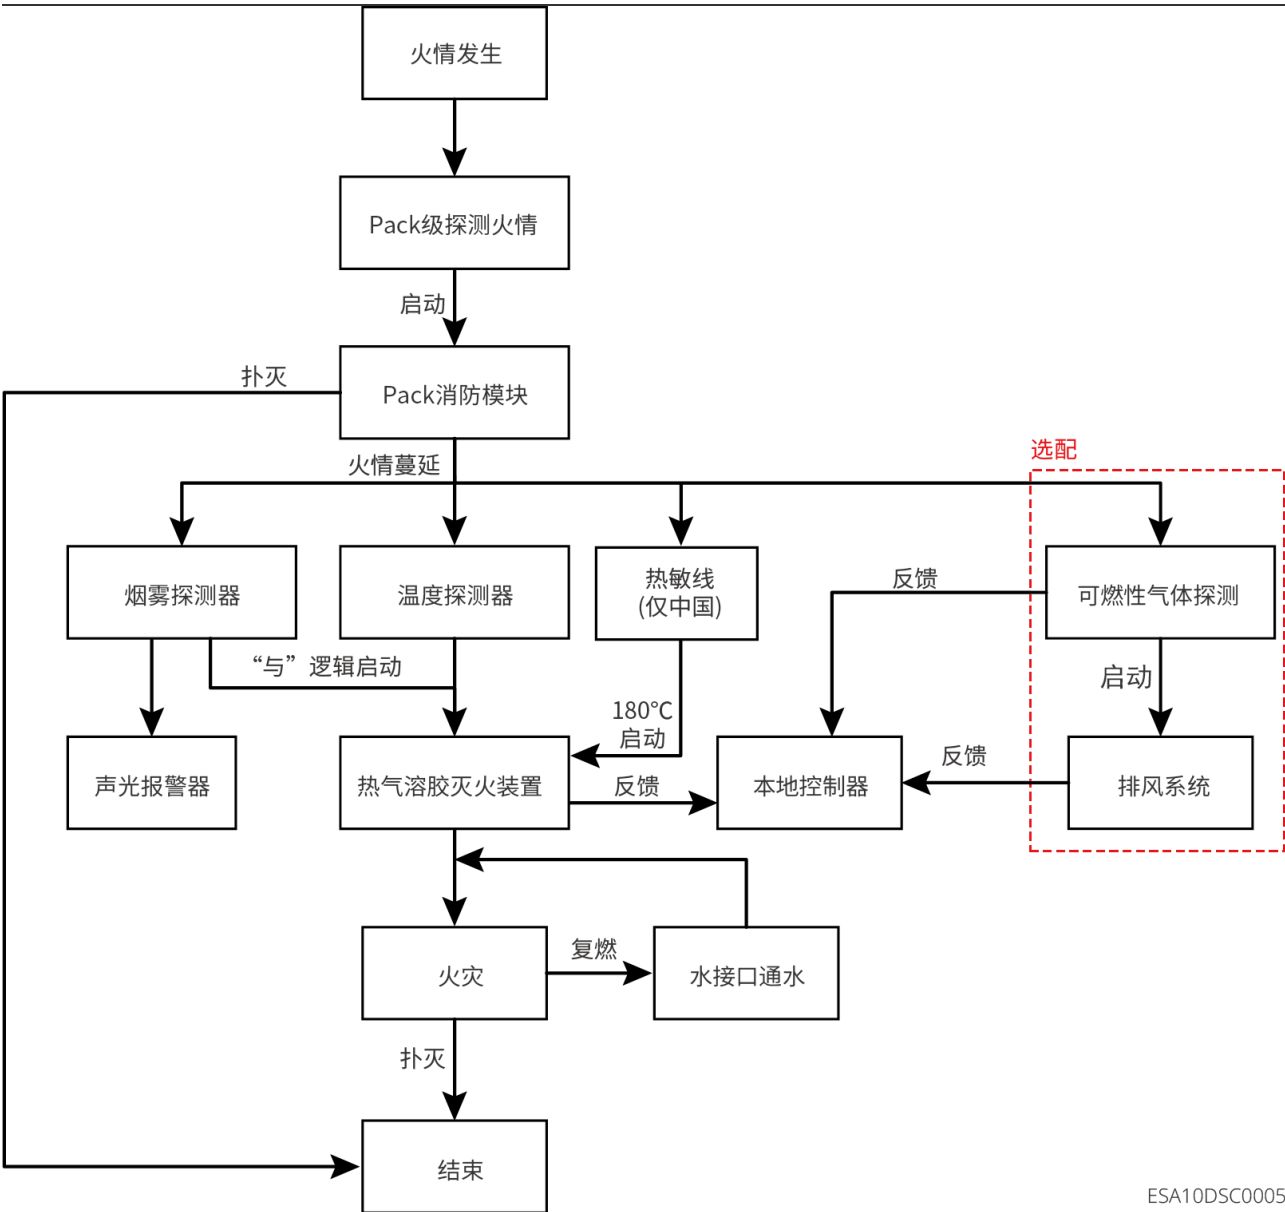 火情发生
Pack级探测火情
启动
Pack消防模块
扑灭
火情蔓延
选配
烟雾探测器
温度探测器
热敏线
(仅中国)
反馈
可燃性气体探测
“与”逻辑启动
启动
180℃
启动
声光报警器
热气溶胶灭火装置
反馈
本地控制器
反馈
排风系统
火灾
复燃
水接口通水
扑灭
结束
ESA10DSC0005